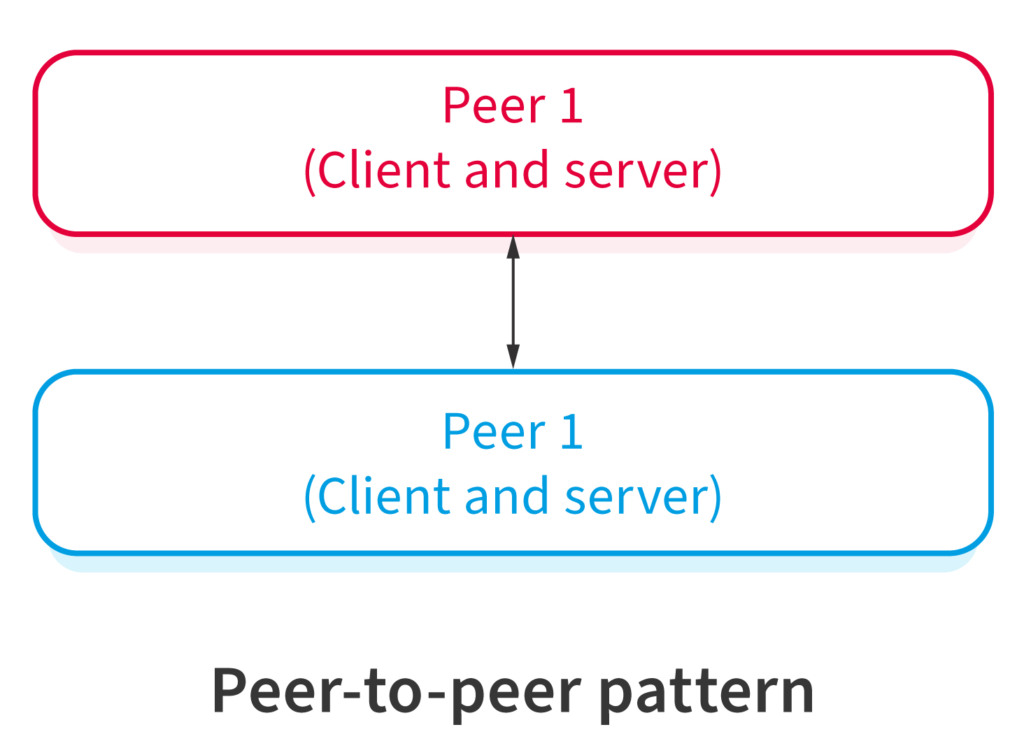 Peer 1
(Client and server)
Peer 1
(Client and server)
Peer-to-peer pattern